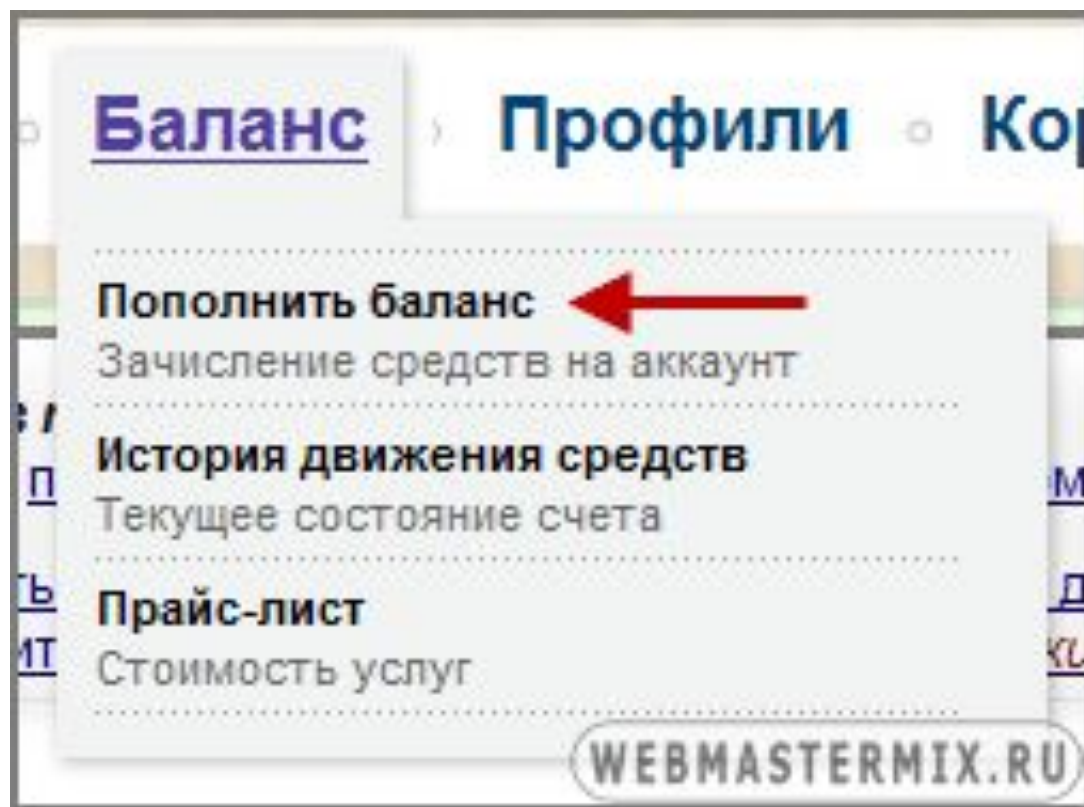 Баланс Профили
Пополнить баланс
Зачисление средств на аккаунт
История движения средств
Текущее состояние счета
Прайс-лист
Стоимость услуг
WEBMASTERMIX.RU